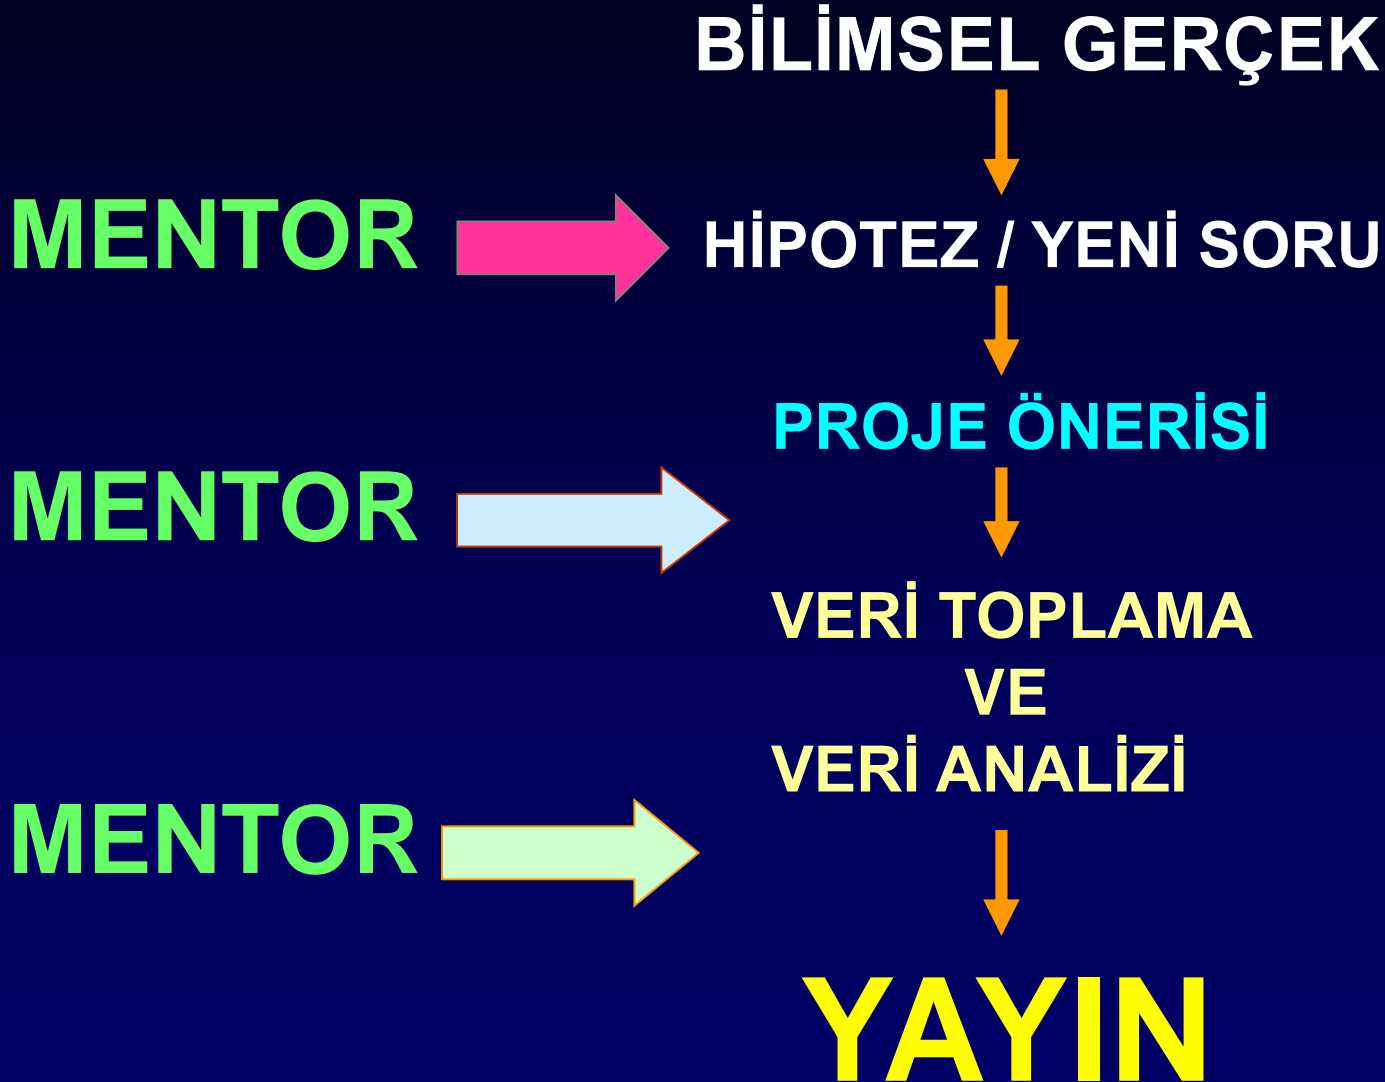 BİLİMSEL GERÇEK
MENTOR
HİPOTEZ / YENİ SORU
PROJE ÖNERİSİ
MENTOR
VERİ TOPLAMA
VE
VERİ ANALİZİ
MENTOR
YAYIN